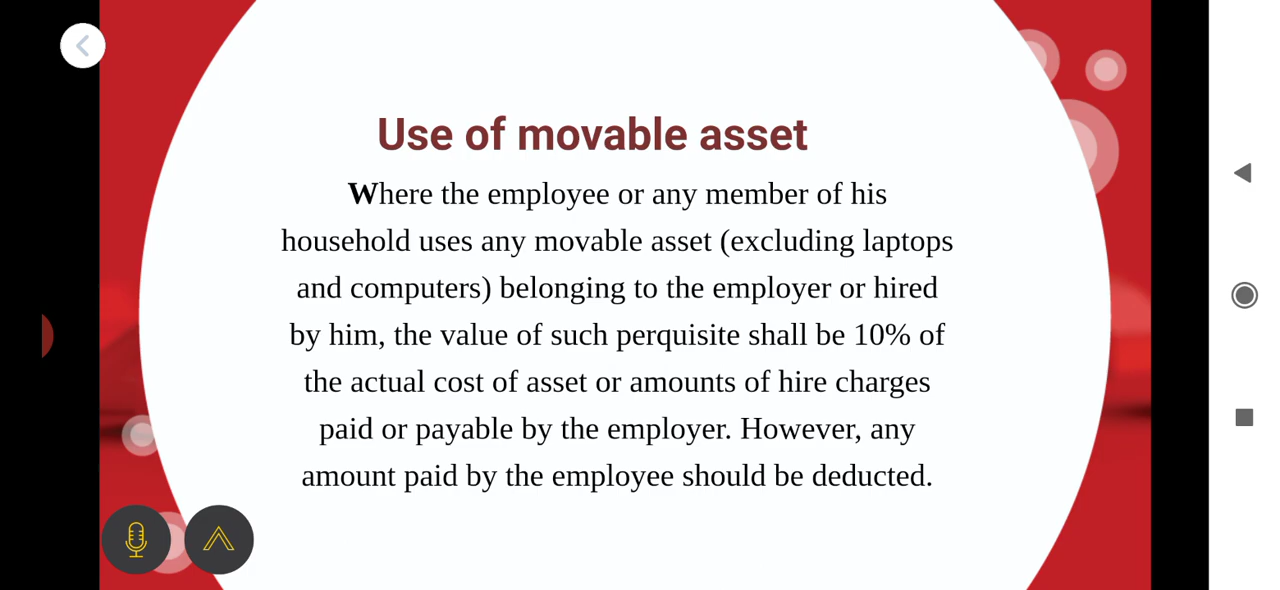 Use of movable asset
Where the employee or any member of his
household uses any movable asset (excluding laptops
and computers) belonging to the employer or hired
by him, the value of such perquisite shall be 10% of
the actual cost of asset or amounts of hire charges
paid or payable by the employer. However, any
amount paid by the employee should be deducted.